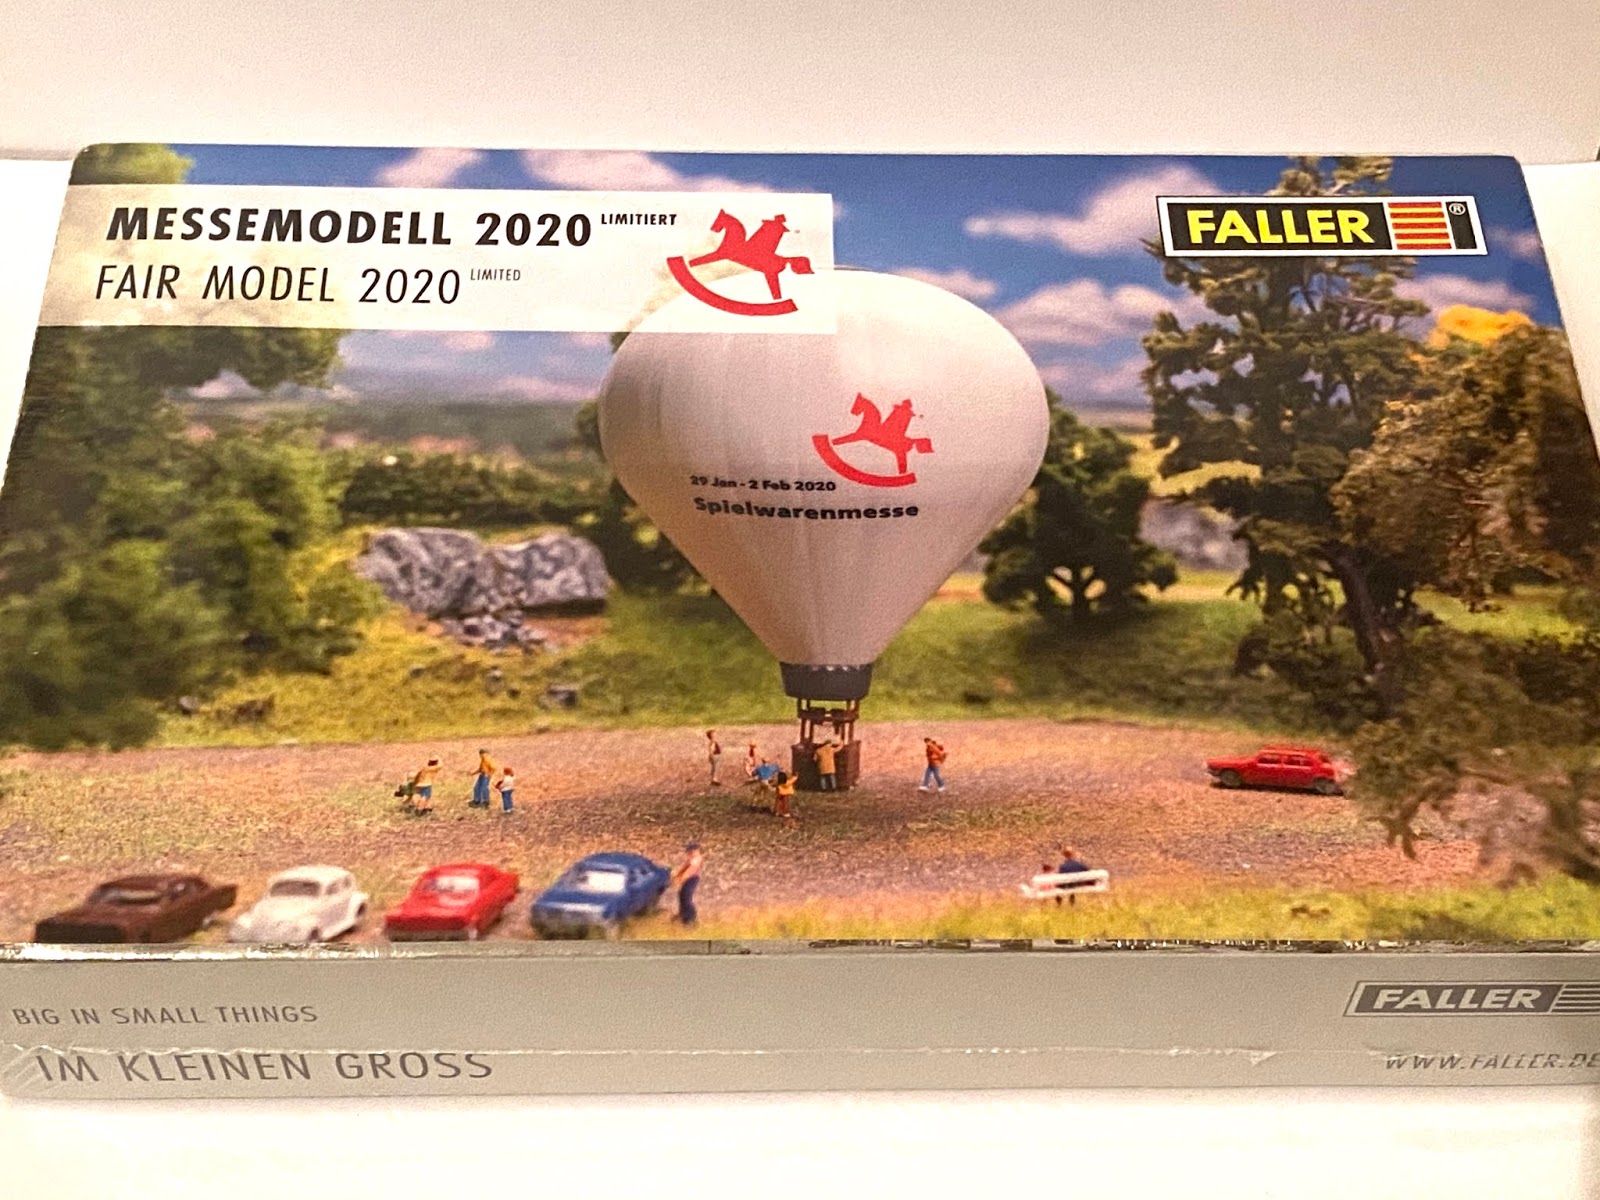 MESSEMODELL 2020 LIMITIERT
FAIR MODEL 2020 LIMITED
FALLER ®
29 Jan - 2 Feb 2020
Spielwarenmesse
BIG IN SMALL THINGS
IM KLEINEN GROSS
FALLER
WWW.FALLER.DE